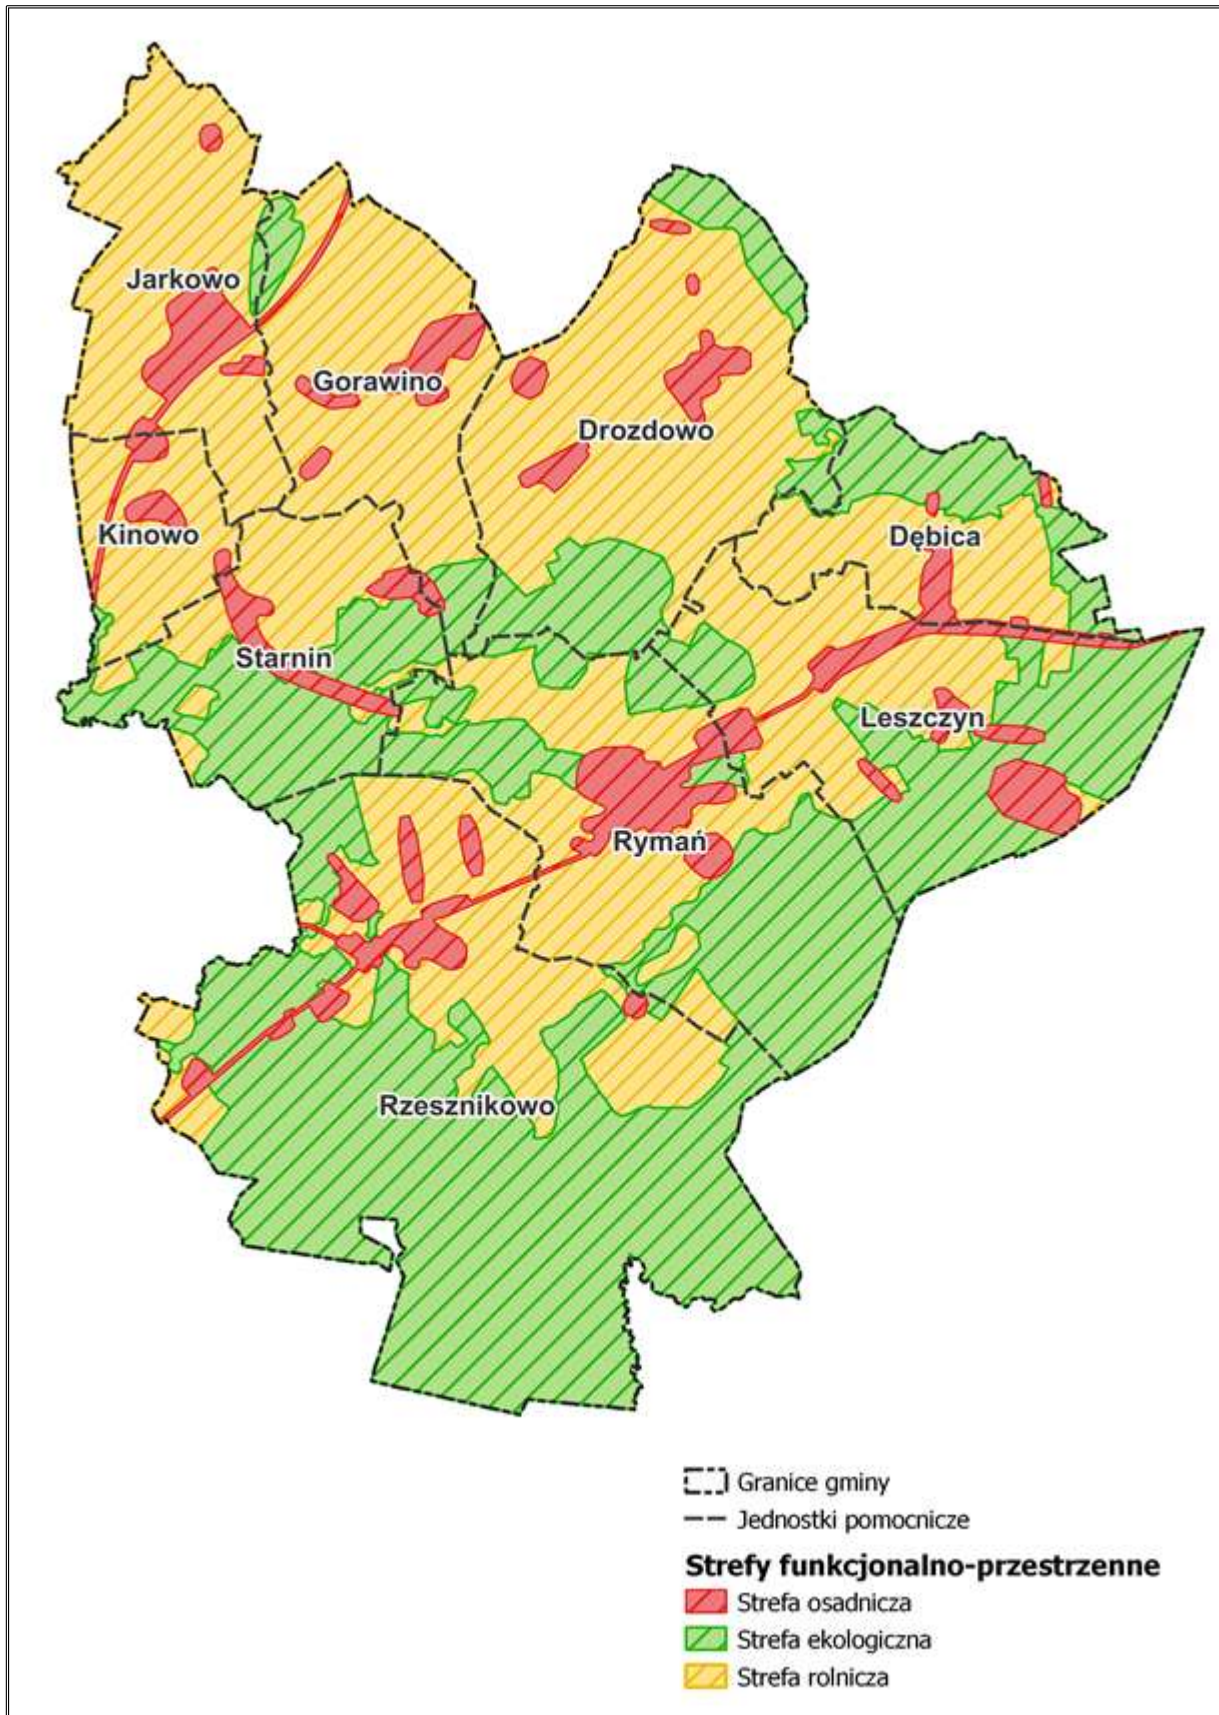 Jarkowo
Gorawino
Drozdowo
Kinowo
Dębica
Starnin
Leszczyn
Rymań
Rzesznikowo
Granice gminy
Jednostki pomocnicze
Strefy funkcjonalno-przestrzenne
Strefa osadnicza
Strefa ekologiczna
Strefa rolnicza